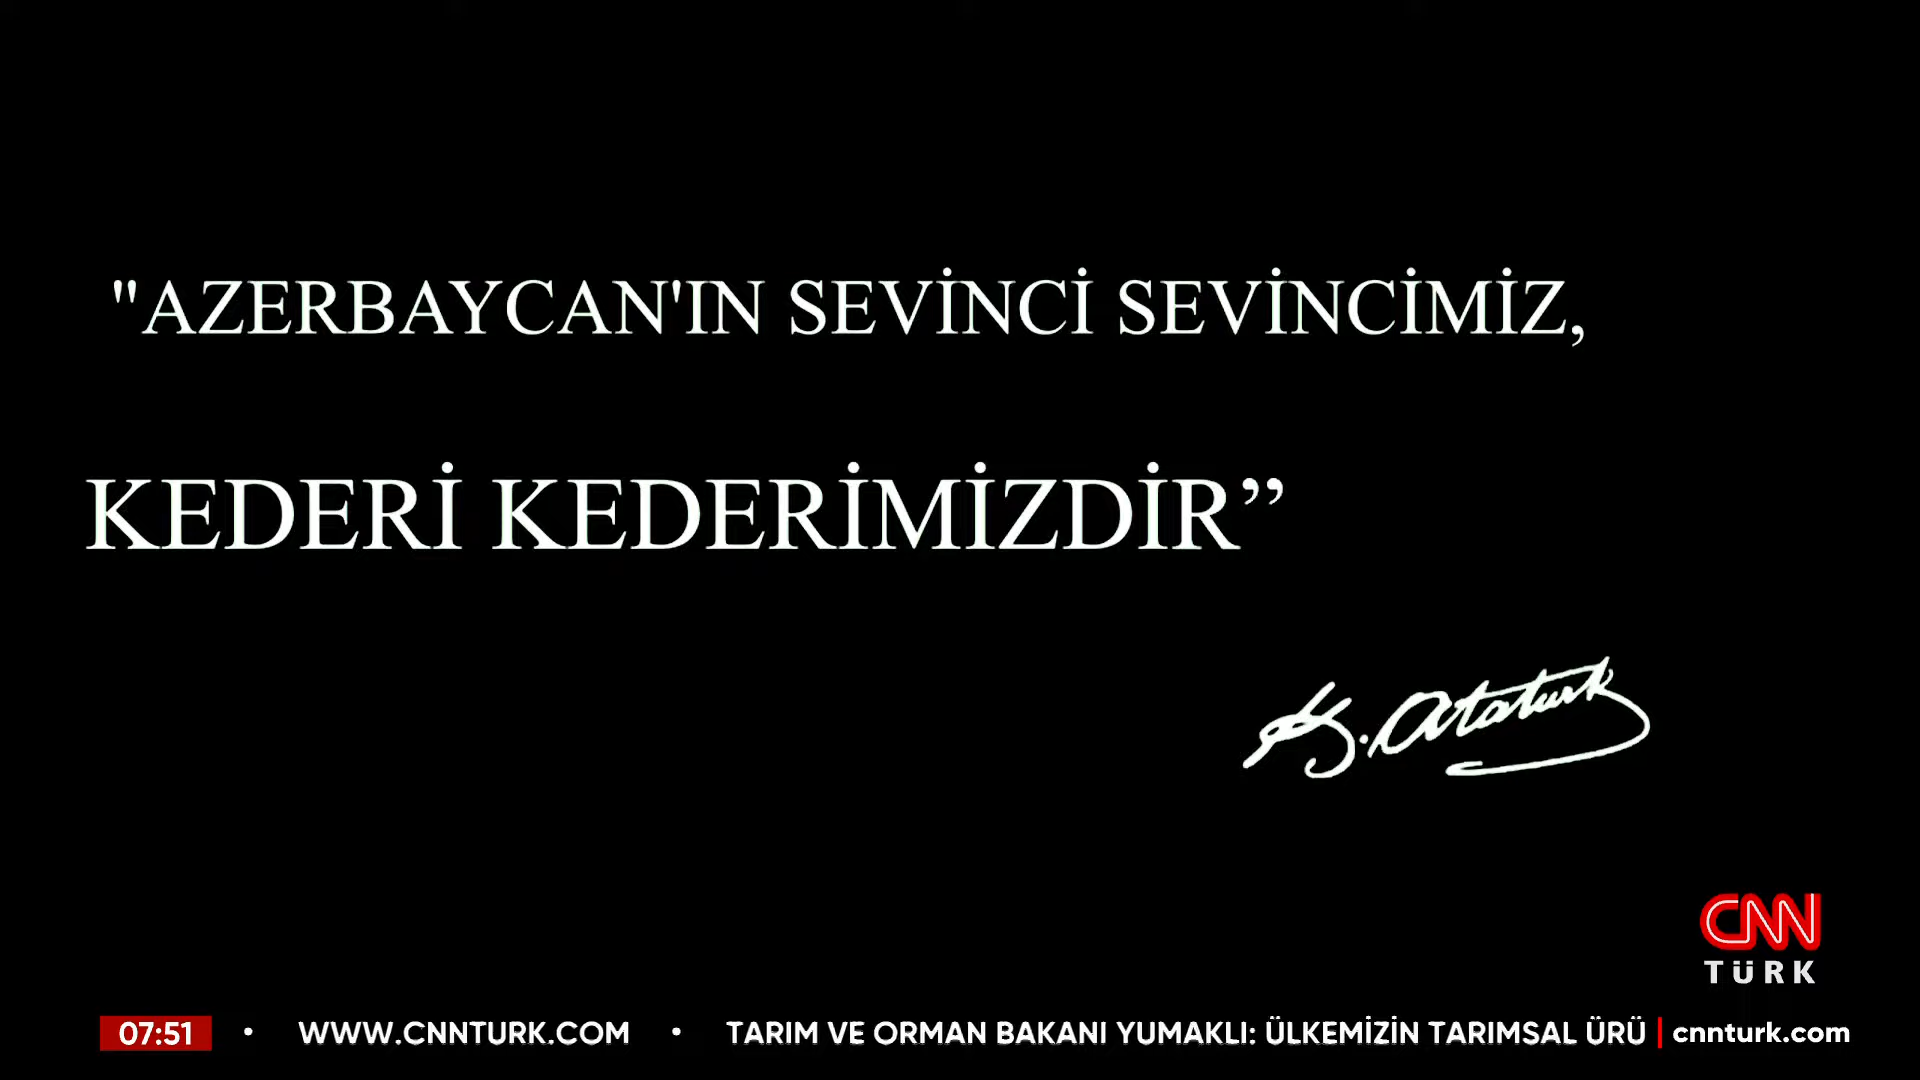 "AZERBAYCAN'IN SEVİNCİ SEVİNCİMİZ,
KEDERİ KEDERİMİZDİR”
K. Atatürk
CNN
TÜRK
07:51 • WWW.CNNTURK.COM • TARIM VE ORMAN BAKANI YUMAKLI: ÜLKEMİZİN TARIMSAL ÜRÜ | cnnturk.com